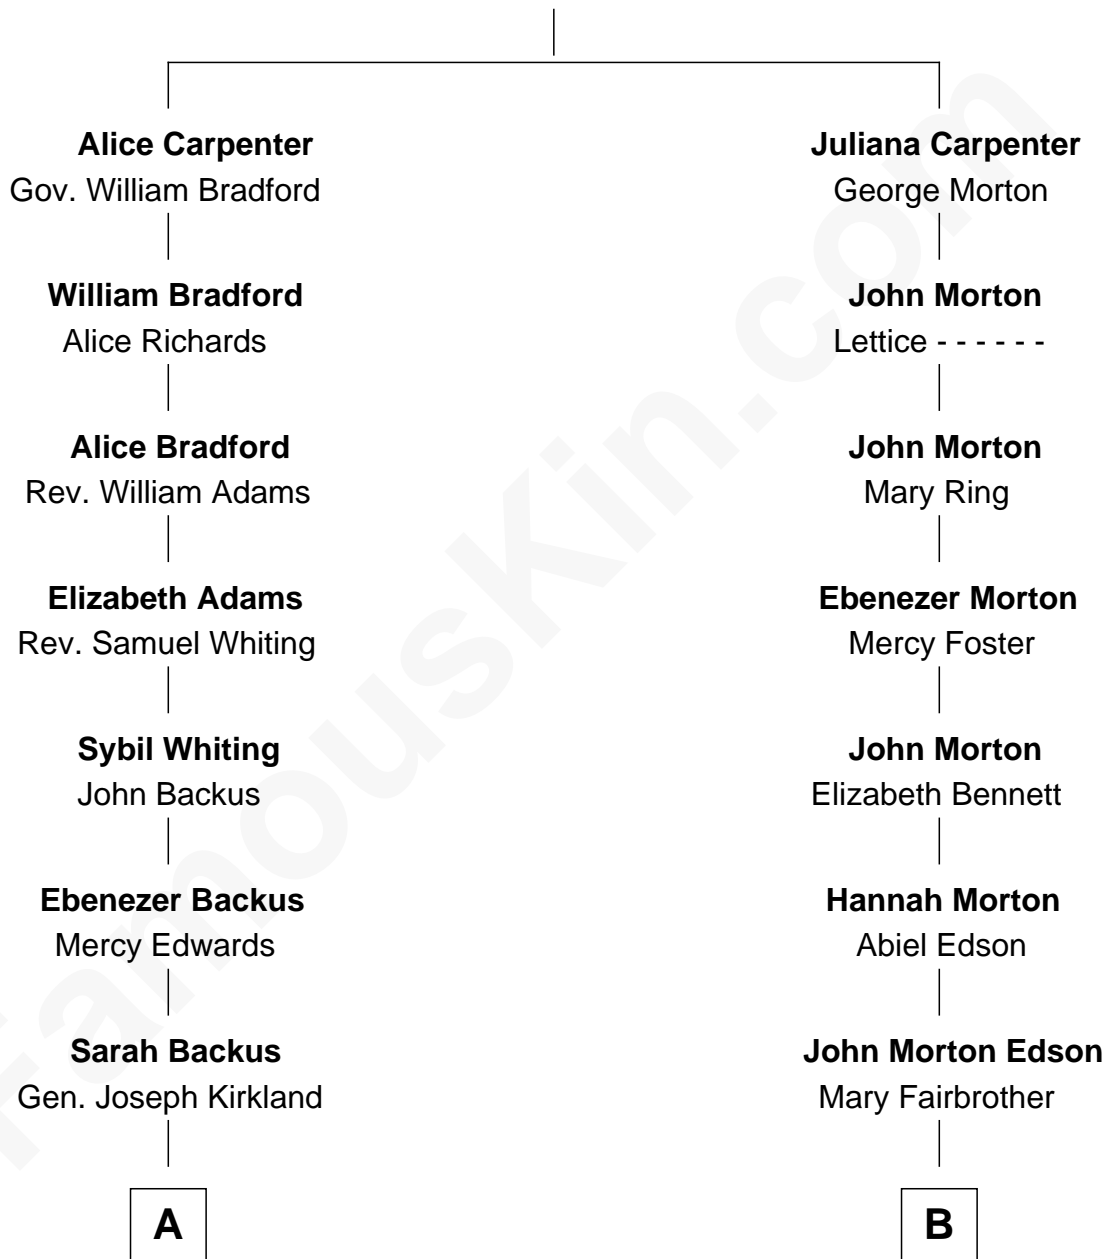 Alice Carpenter
Gov. William Bradford
William Bradford
Alice Richards
Alice Bradford
Rev. William Adams
Elizabeth Adams
Rev. Samuel Whiting
Sybil Whiting
John Backus
Ebenezer Backus
Mercy Edwards
Sarah Backus
Gen. Joseph Kirkland
A
Juliana Carpenter
George Morton
John Morton
Lettice - - - - - -
John Morton
Mary Ring
Ebenezer Morton
Mercy Foster
John Morton
Elizabeth Bennett
Hannah Morton
Abiel Edson
John Morton Edson
Mary Fairbrother
B
FamousKin.com